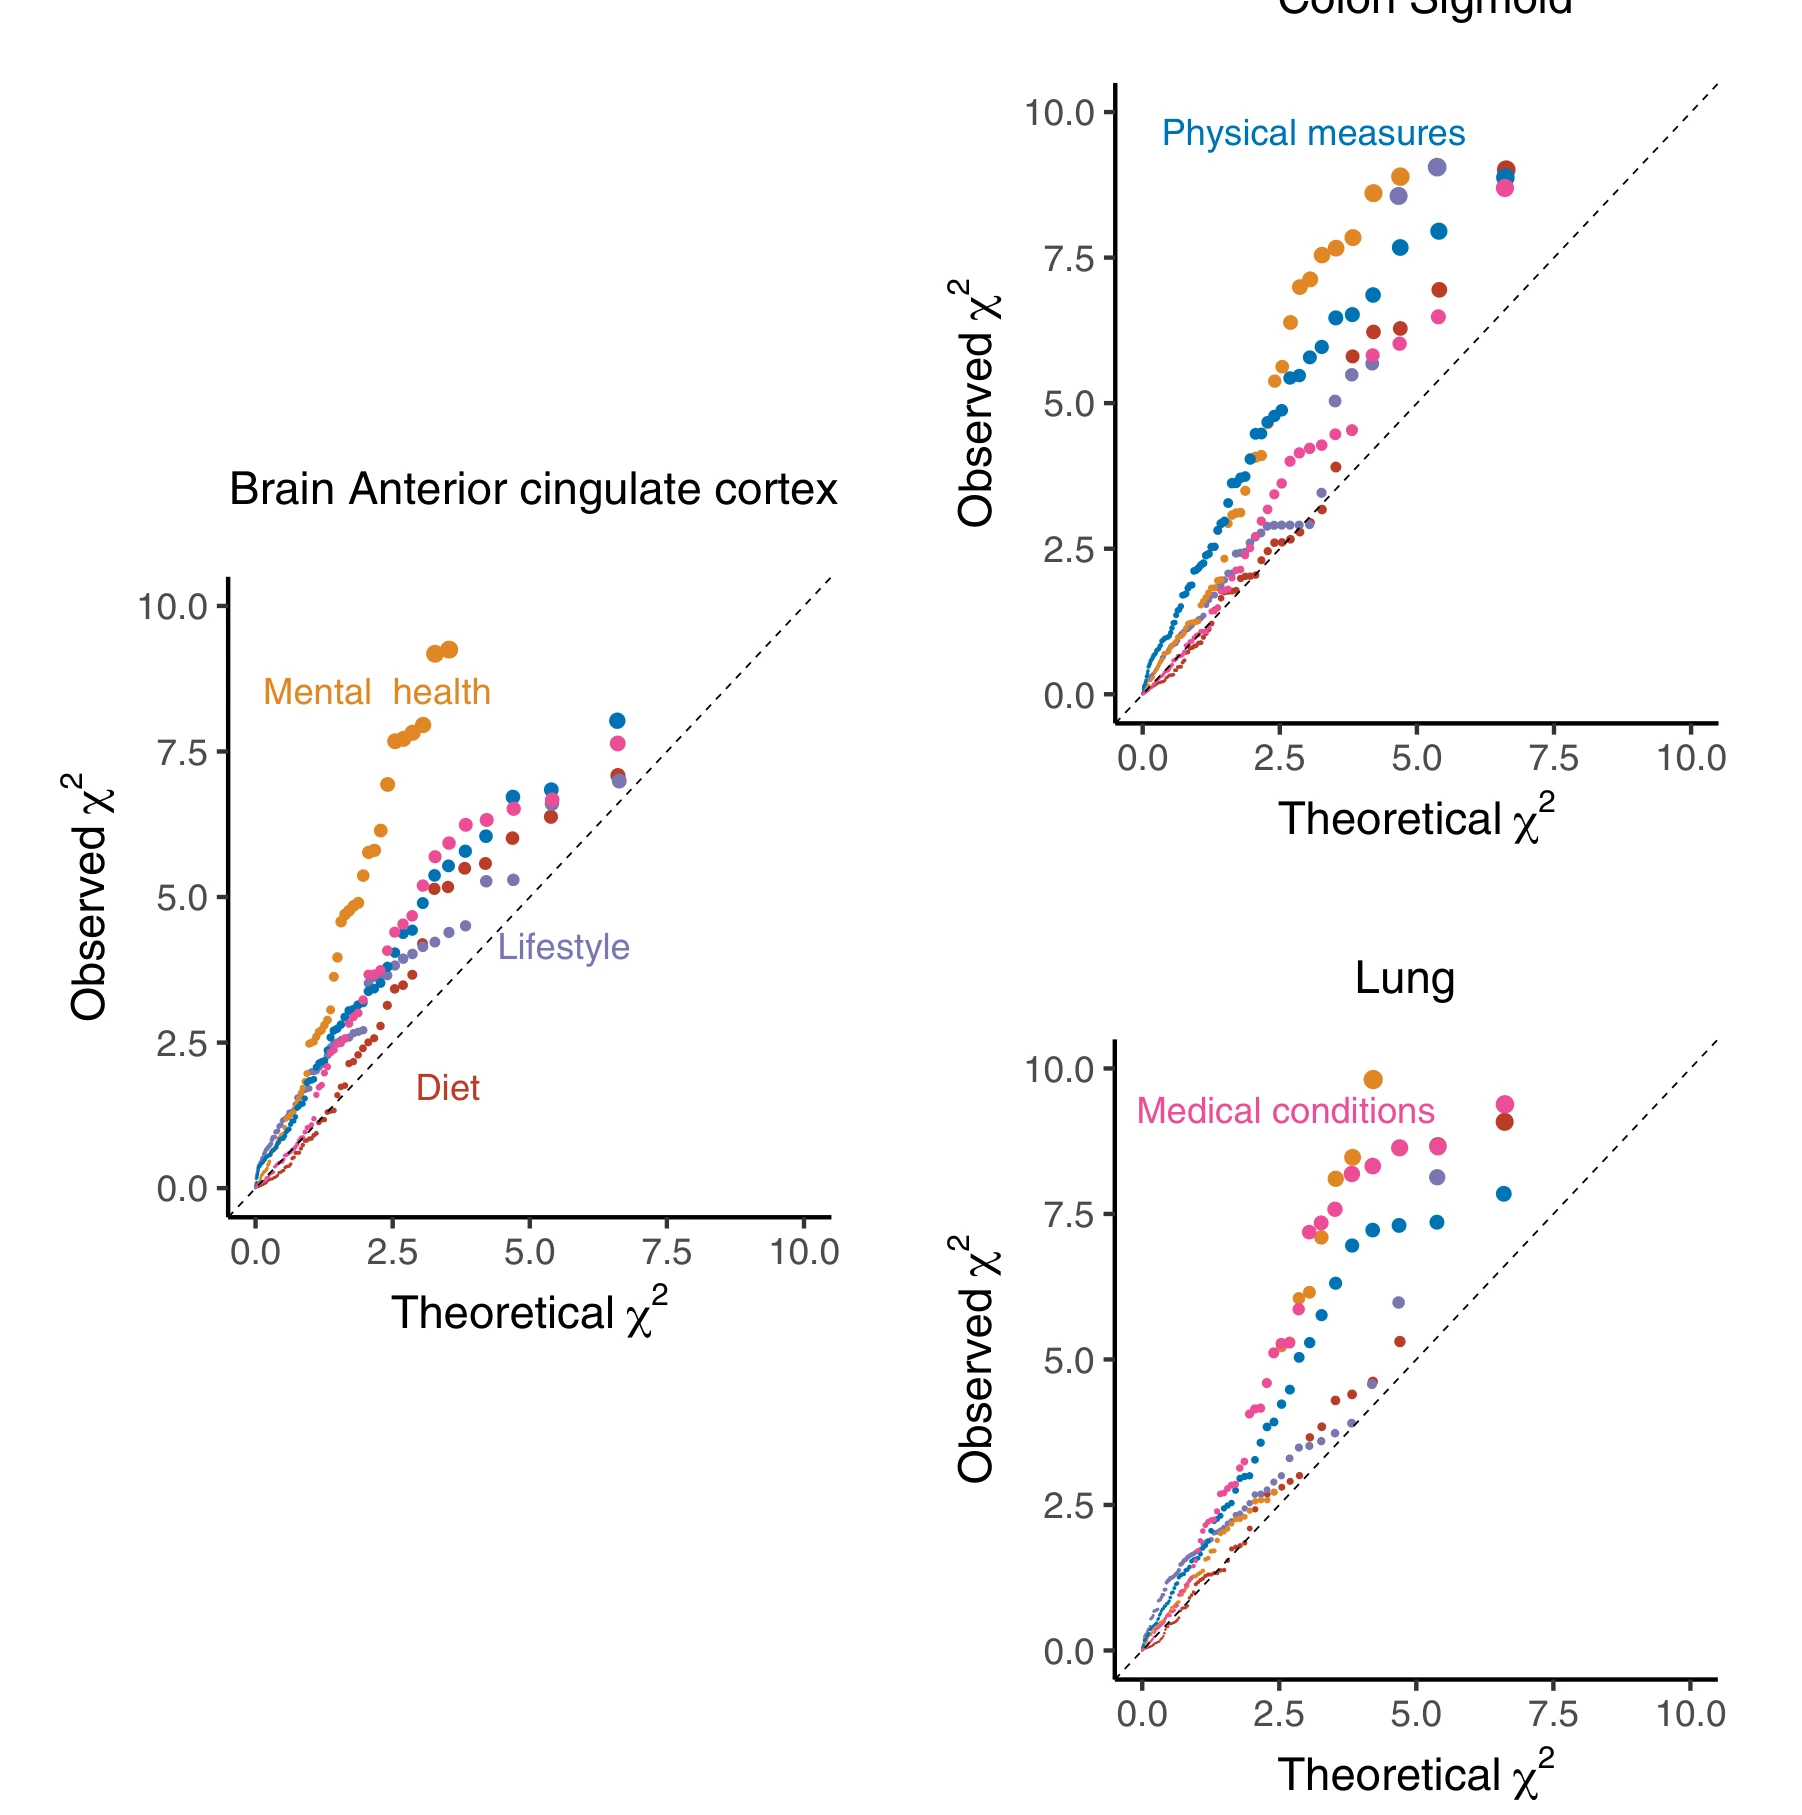 Colon Sigmoid
10.0
7.5
5.0
2.5
0.0
Physical measures
Observed χ2
0.0 2.5 5.0 7.5 10.0
Theoretical χ2
Brain Anterior cingulate cortex
10.0
7.5
5.0
2.5
0.0
Mental health
Lifestyle
Diet
Observed χ2
0.0 2.5 5.0 7.5 10.0
Theoretical χ2
Lung
10.0
7.5
5.0
2.5
0.0
Medical conditions
Observed χ2
0.0 2.5 5.0 7.5 10.0
Theoretical χ2